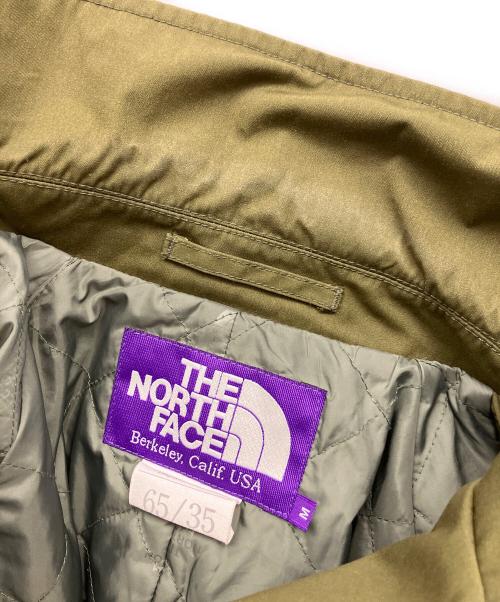 THE
NORTH
FACE
Berkeley, Calif. USA
M
65/35